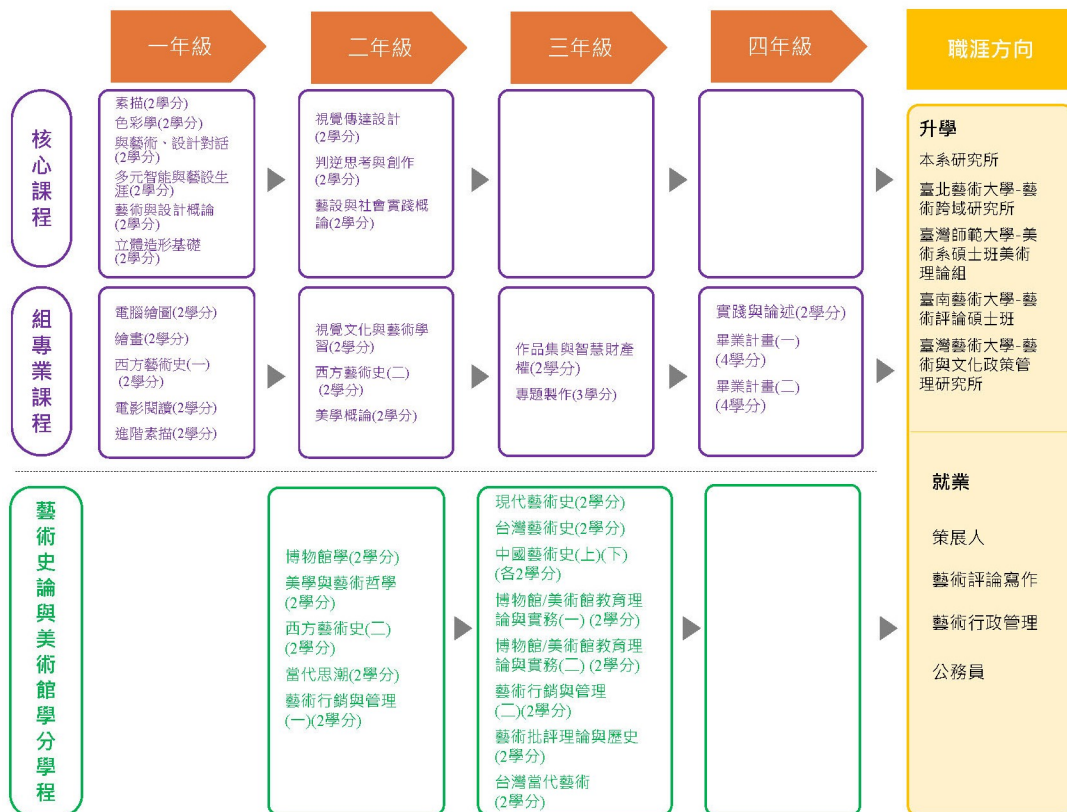 一年級
二年級
三年級
四年級
職涯方向
核心課程
素描(2學分)
色彩學(2學分)
與藝術、設計對話
(2學分)
多元智能與藝設生
涯(2學分)
藝術與設計概論
(2學分)
立體造形基礎
(2學分)
視覺傳達設計
(2學分)
判逆思考與創作
(2學分)
藝設與社會實踐概
論(2學分)
組專業課程
電腦繪圖(2學分)
繪畫(2學分)
西方藝術史(一)
(2學分)
電影閱讀(2學分)
進階素描(2學分)
視覺文化與藝術學
習(2學分)
西方藝術史(二)
(2學分)
美學概論(2學分)
作品集與智慧財產
權(2學分)
專題製作(3學分)
實踐與論述(2學分)
畢業計畫(一)
(4學分)
畢業計畫(二)
(4學分)
藝術史論與美術館學分學程
博物館學(2學分)
美學與藝術哲學
(2學分)
西方藝術史(二)
(2學分)
當代思潮(2學分)
藝術行銷與管理
(一)(2學分)
現代藝術史(2學分)
台灣藝術史(2學分)
中國藝術史(上)(下)
(各2學分)
博物館/美術館教育理
論與實務(一) (2學分)
博物館/美術館教育理
論與實務(二) (2學分)
藝術行銷與管理
(二)(2學分)
藝術批評理論與歷史
(2學分)
台灣當代藝術
(2學分)
升學
本系研究所
臺北藝術大學-藝
術跨域研究所
臺灣師範大學-美
術系碩士班美術
理論組
臺南藝術大學-藝
術評論碩士班
臺灣藝術大學-藝
術與文化政策管
理研究所
就業
策展人
藝術評論寫作
藝術行政管理
公務員